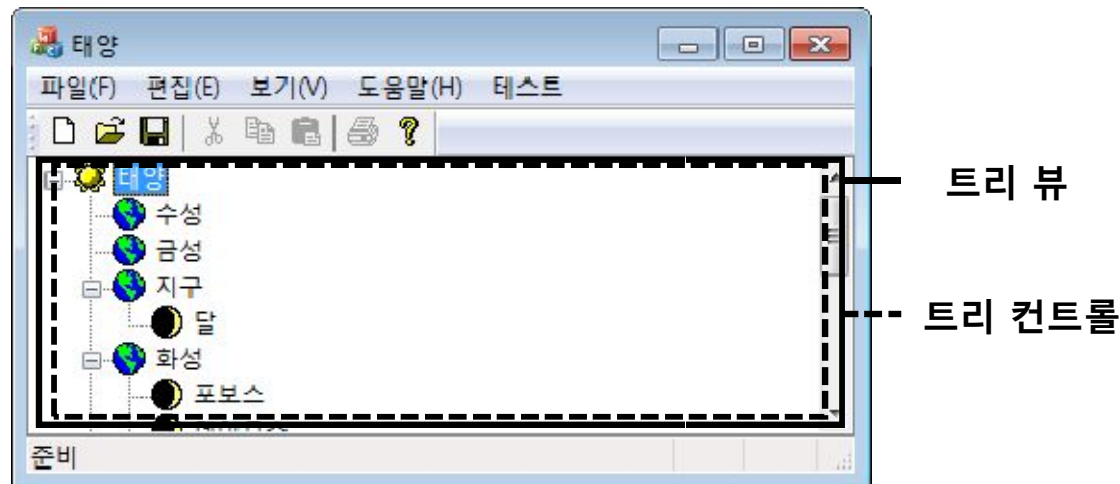 태양
파일(F) 편집(E) 보기(V) 도움말(H) 테스트
태양
수성
금성
지구
달
화성
포보스
준비
트리 뷰
트리 컨트롤